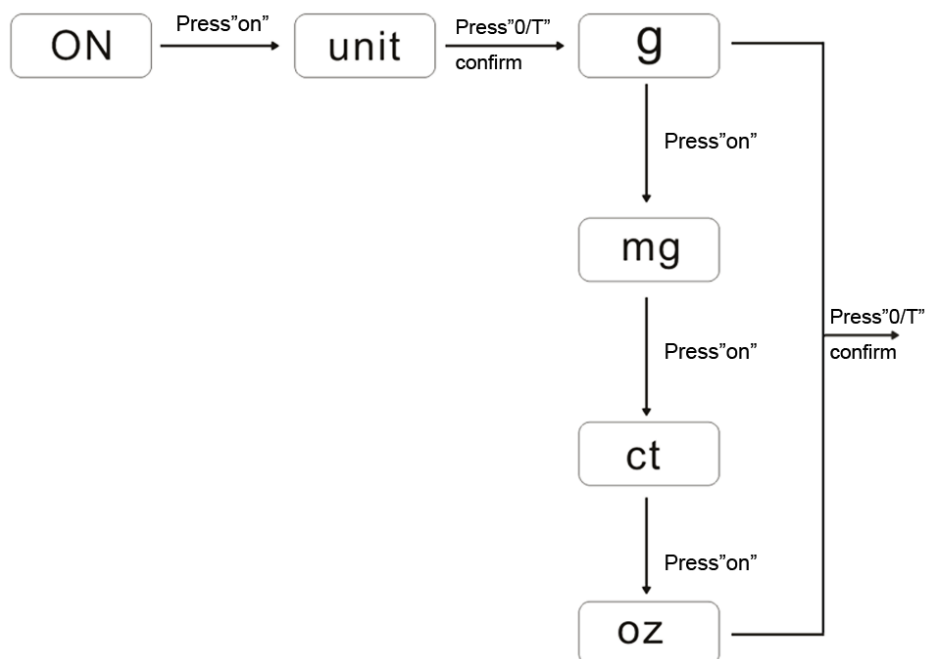 ON
Press”on”
unit
Press”0/T”
confirm
g
Press”on”
mg
Press”on”
ct
Press”on”
oz
Press”0/T”
confirm